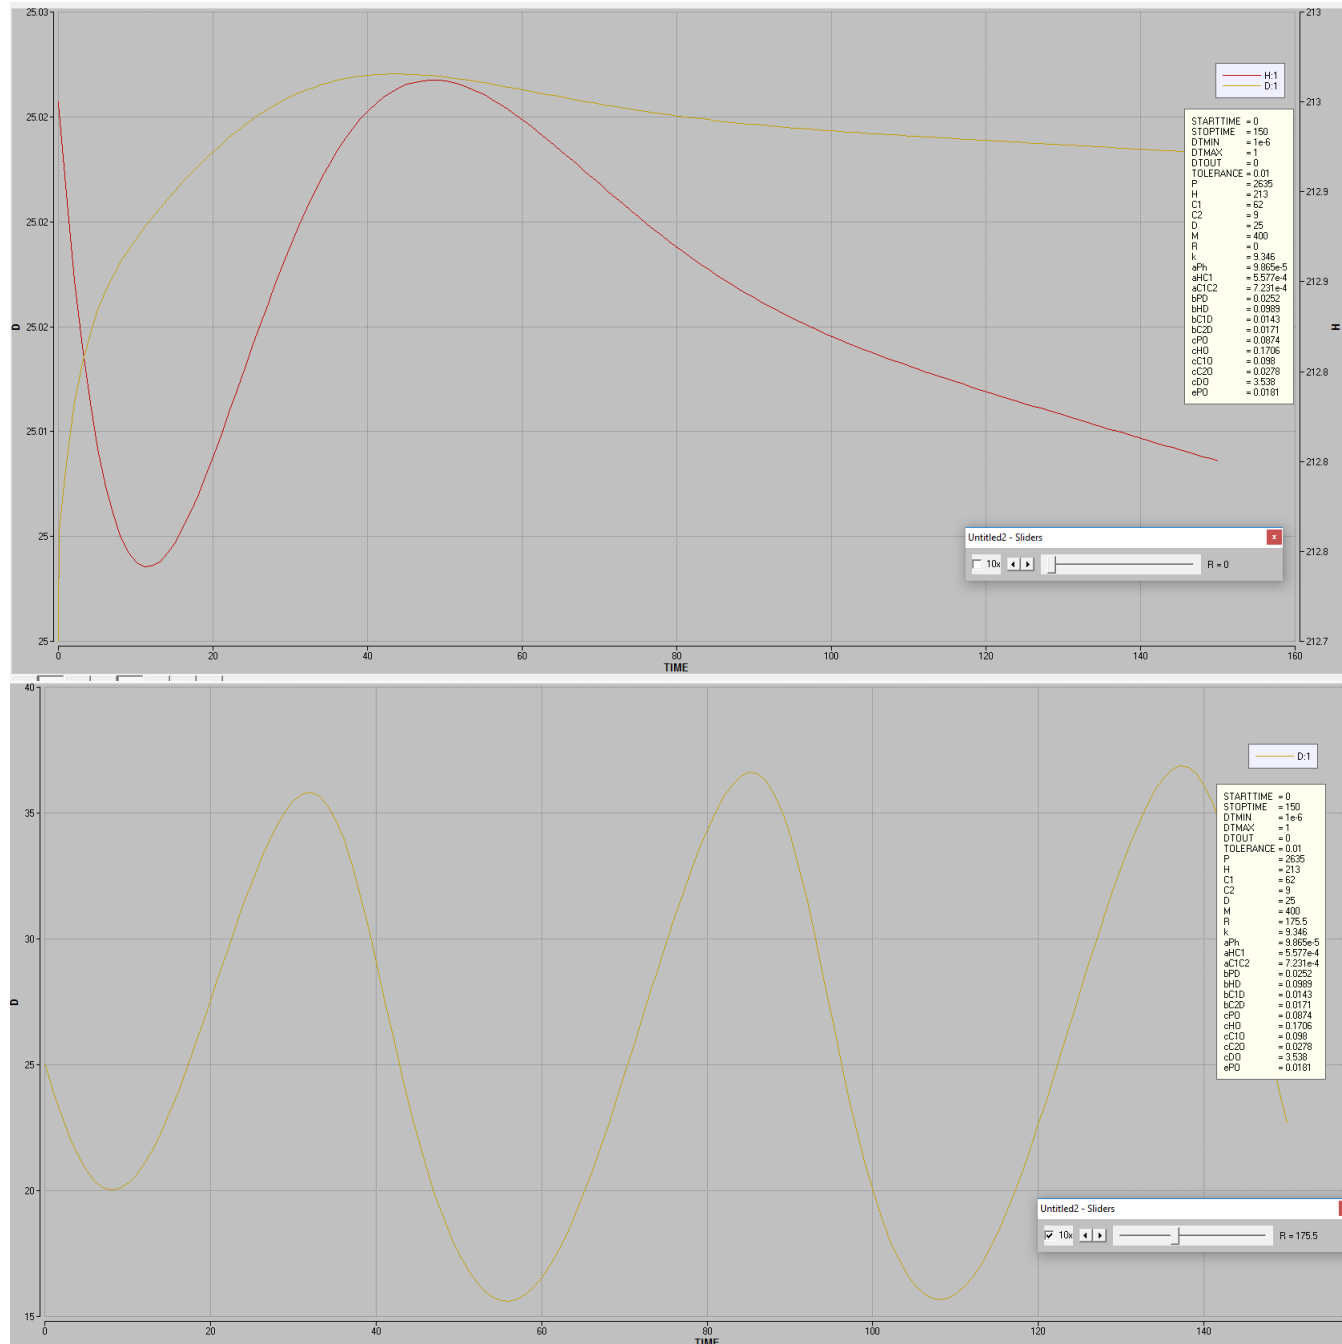 25.03
25.02
25.02
25.02
25.01
25
25
D
213
213
212.9
212.9
212.8
212.8
212.8
212.7
H
H:1
D:1
STARTTIME = 0
STOPTIME = 150
DTMIN = 1e-6
DTMAX = 1
DTOUT = 0
TOLERANCE = 0.01
P = 2635
H = 213
C1 = 62
C2 = 9
D = 25
M = 400
R = 0
k = 9.346
aPh = 9.865e-5
aHC1 = 5.577e-4
aC1C2 = 7.231e-4
bPD = 0.0252
bHD = 0.0989
bC1D = 0.0143
bC2D = 0.0171
cPO = 0.0874
cHO = 0.1706
cC1O = 0.098
cC2O = 0.0278
cDO = 3.538
ePO = 0.0181
Untitled2 - Sliders x
10x R = 0
0 20 40 60 80 100 120 140 160
TIME
40
35
30
25
20
15
D
D:1
STARTTIME = 0
STOPTIME = 150
DTMIN = 1e-6
DTMAX = 1
DTOUT = 0
TOLERANCE = 0.01
P = 2635
H = 213
C1 = 62
C2 = 9
D = 25
M = 400
R = 175.5
k = 9.346
aPh = 9.865e-5
aHC1 = 5.577e-4
aC1C2 = 7.231e-4
bPD = 0.0252
bHD = 0.0989
bC1D = 0.0143
bC2D = 0.0171
cPO = 0.0874
cHO = 0.1706
cC1O = 0.098
cC2O = 0.0278
cDO = 3.538
ePO = 0.0181
Untitled2 - Sliders
10x R = 175.5
0 20 40 60 80 100 120 140
TIME